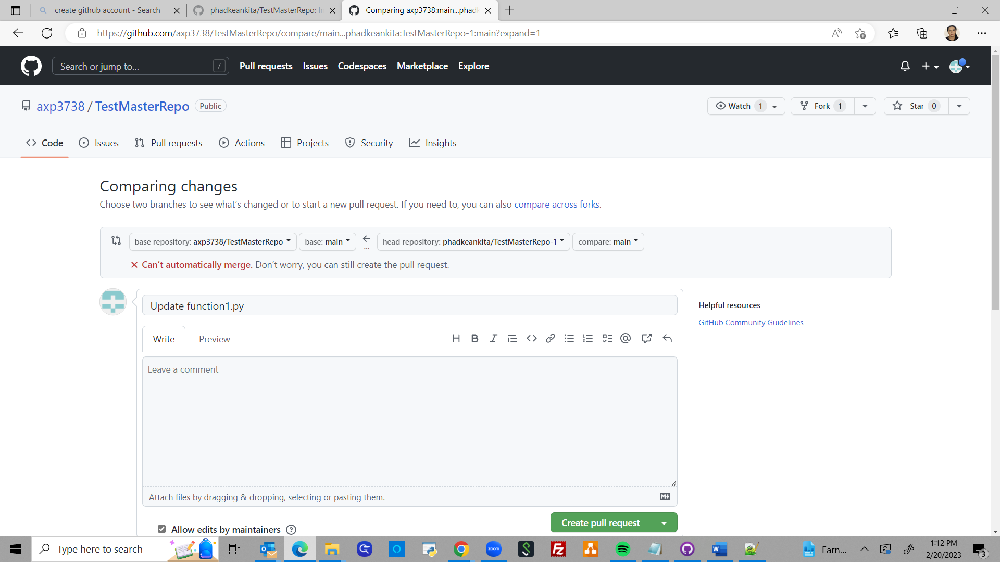 create github account - Search
phadkeankita/TestMasterRepo: In
Comparing axp3738:main...phadk
https://github.com/axp3738/TestMasterRepo/compare/main...phadkeankita:TestMasterRepo-1:main?expand=1
Search or jump to... /
Pull requests Issues Codespaces Marketplace Explore
axp3738 / TestMasterRepo Public
Watch 1 Fork 1 Star 0
Code Issues Pull requests Actions Projects Security Insights
Comparing changes
Choose two branches to see what's changed or to start a new pull request. If you need to, you can also compare across forks.
base repository: axp3738/TestMasterRepo base: main ... head repository: phadkeankita/TestMasterRepo-1 compare: main
Can't automatically merge. Don't worry, you can still create the pull request.
Update function1.py
Helpful resources
GitHub Community Guidelines
Write Preview
Leave a comment
Attach files by dragging & dropping, selecting or pasting them.
Create pull request
Allow edits by maintainers
Type here to search
zoom
Earn...
1:12 PM
2/20/2023
3